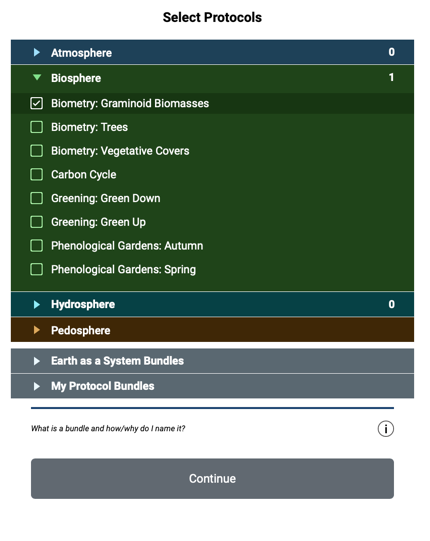 Select Protocols
Atmosphere 0
Biosphere 1
Biometry: Graminoid Biomasses
Biometry: Trees
Biometry: Vegetative Covers
Carbon Cycle
Greening: Green Down
Greening: Green Up
Phenological Gardens: Autumn
Phenological Gardens: Spring
Hydrosphere 0
Pedosphere
Earth as a System Bundles
My Protocol Bundles
What is a bundle and how/why do I name it?
Continue